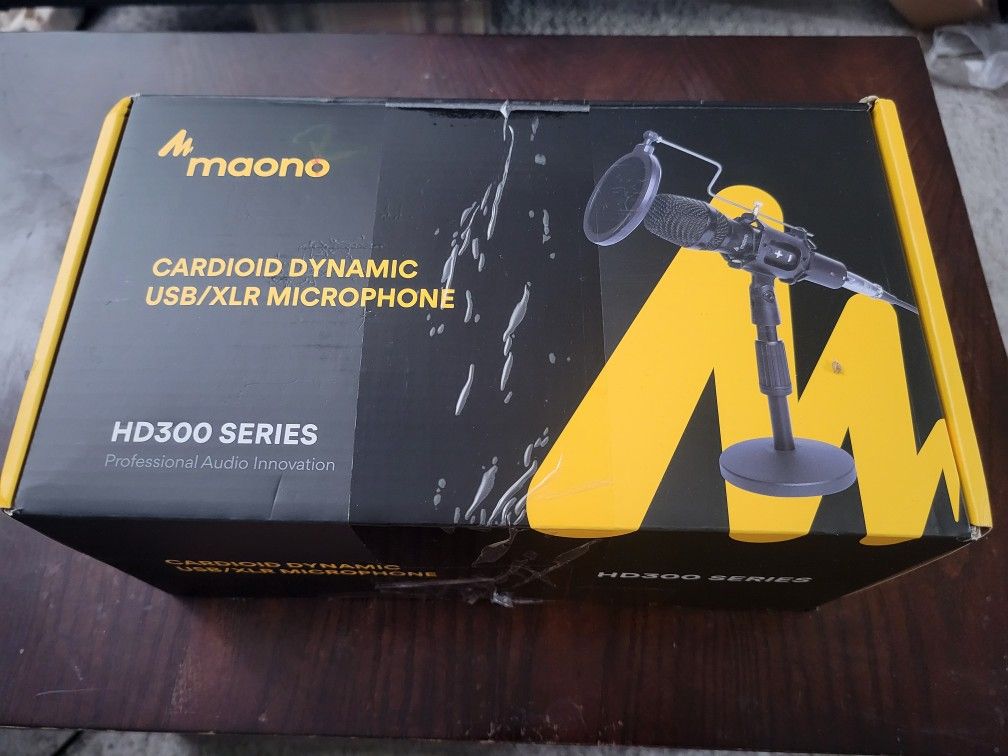 maono
CARDIOID DYNAMIC
USB/XLR MICROPHONE
HD300 SERIES
Professional Audio Innovation
CARDIOID DYNAMIC
USB/XLR MICROPHONE
HD300 SERIES